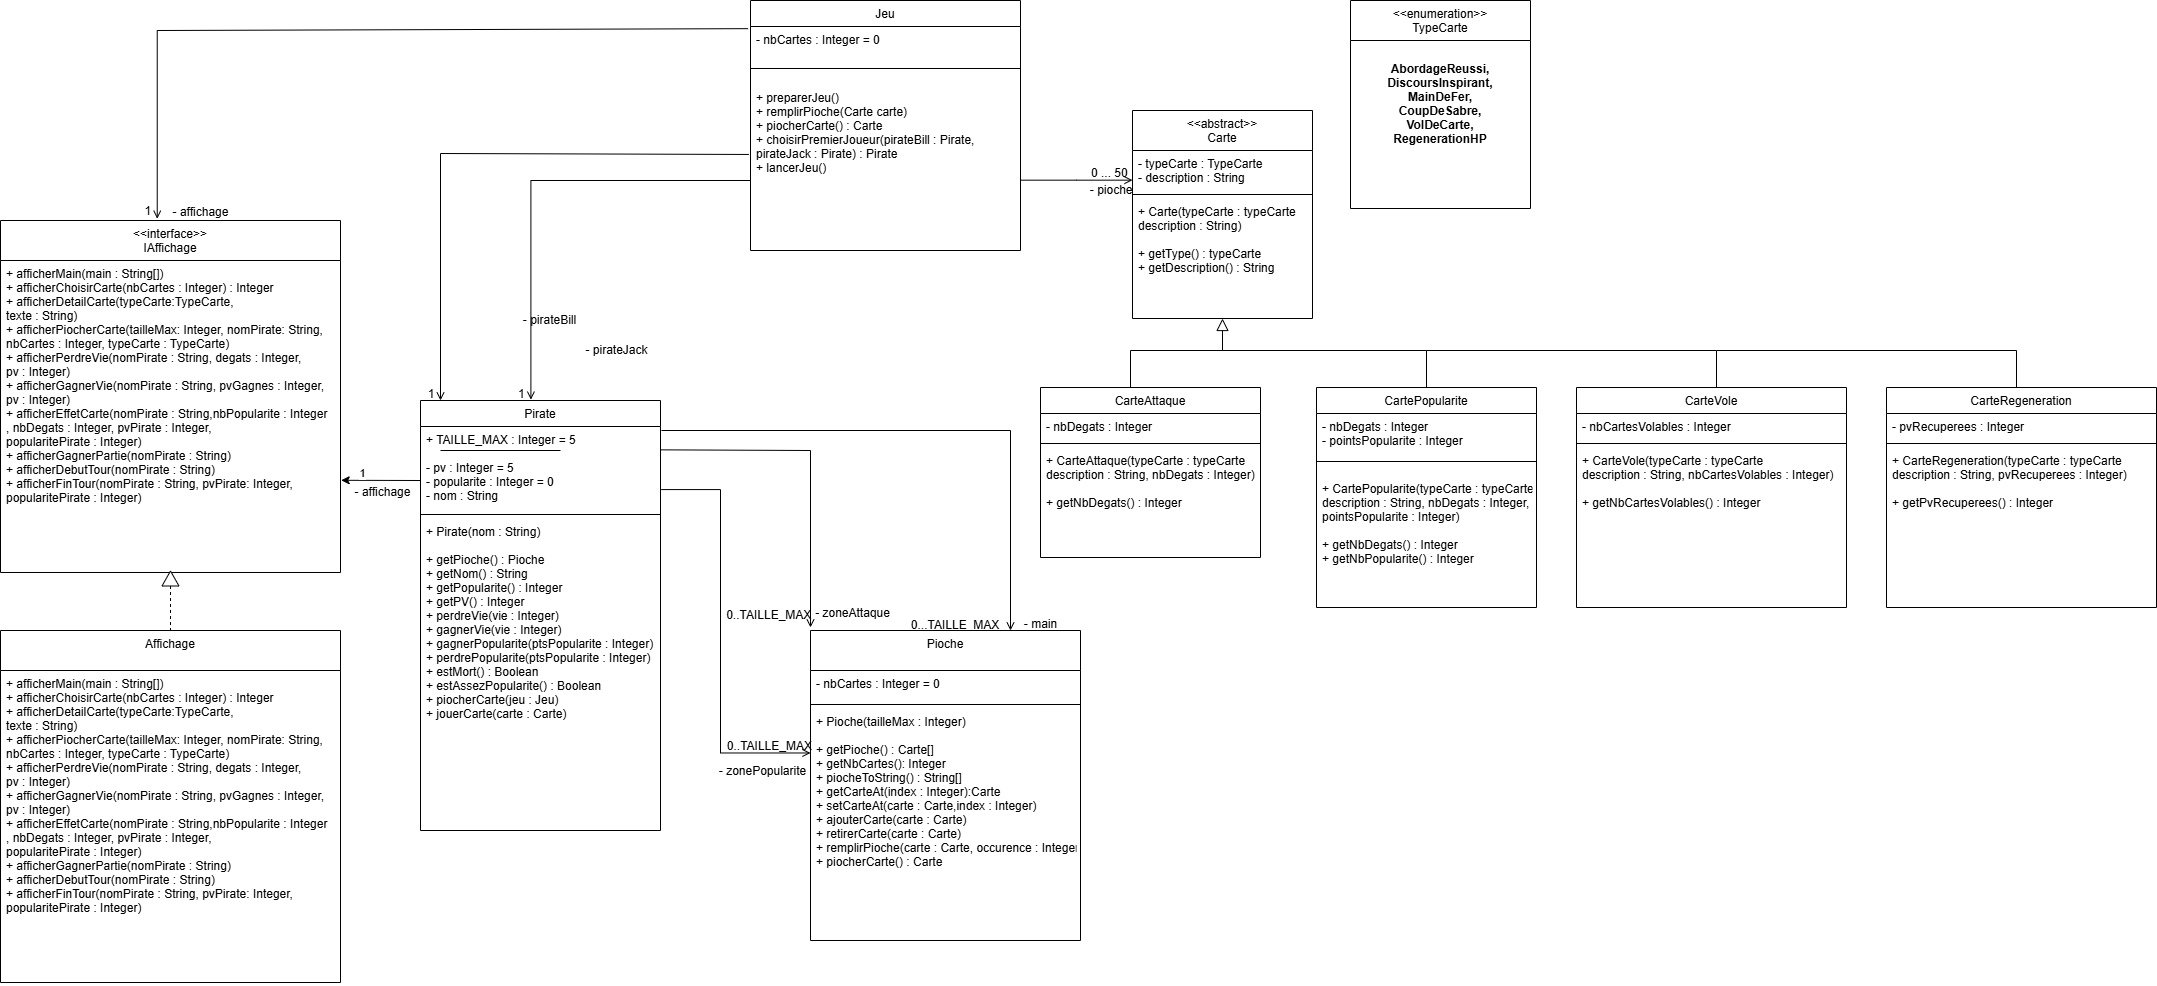 Jeu
- nbCartes : Integer = 0
+ preparerJeu()
+ remplirPioche(Carte carte)
+ piocherCarte() : Carte
+ choisirPremierJoueur(pirateBill : Pirate,
pirateJack : Pirate) : Pirate
+ lancerJeu()
<<enumeration>>
TypeCarte
AbordageReussi,
DiscoursInspirant,
MainDeFer,
CoupDeSabre,
VolDeCarte,
RegenerationHP
<<abstract>>
Carte
- typeCarte : TypeCarte
- description : String
+ Carte(typeCarte : typeCarte
description : String)
+ getType() : typeCarte
+ getDescription() : String
0 ... 50
- pioche
1
- affichage
<<interface>>
IAffichage
+ afficherMain(main : String[])
+ afficherChoisirCarte(nbCartes : Integer) : Integer
+ afficherDetailCarte(typeCarte:TypeCarte,
texte : String)
+ afficherPiocherCarte(tailleMax: Integer, nomPirate: String,
nbCartes : Integer, typeCarte : TypeCarte)
+ afficherPerdreVie(nomPirate : String, degats : Integer,
pv : Integer)
+ afficherGagnerVie(nomPirate : String, pvGagnes : Integer,
pv : Integer)
+ afficherEffetCarte(nomPirate : String,nbPopularite : Integer
, nbDegats : Integer, pvPirate : Integer,
popularitePirate : Integer)
+ afficherGagnerPartie(nomPirate : String)
+ afficherDebutTour(nomPirate : String)
+ afficherFinTour(nomPirate : String, pvPirate: Integer,
popularitePirate : Integer)
- pirateBill
- pirateJack
1
1
1
- affichage
Pirate
+ TAILLE_MAX : Integer = 5
- pv : Integer = 5
- popularite : Integer = 0
- nom : String
+ Pirate(nom : String)
+ getPioche() : Pioche
+ getNom() : String
+ getPopularite() : Integer
+ getPV() : Integer
+ perdreVie(vie : Integer)
+ gagnerVie(vie : Integer)
+ gagnerPopularite(ptsPopularite : Integer)
+ perdrePopularite(ptsPopularite : Integer)
+ estMort() : Boolean
+ estAssezPopularite() : Boolean
+ piocherCarte(jeu : Jeu)
+ jouerCarte(carte : Carte)
CarteAttaque
- nbDegats : Integer
+ CarteAttaque(typeCarte : typeCarte
description : String, nbDegats : Integer)
+ getNbDegats() : Integer
CartePopularite
- nbDegats : Integer
- pointsPopularite : Integer
+ CartePopularite(typeCarte : typeCarte
description : String, nbDegats : Integer,
pointsPopularite : Integer)
+ getNbDegats() : Integer
+ getNbPopularite() : Integer
CarteVole
- nbCartesVolables : Integer
+ CarteVole(typeCarte : typeCarte
description : String, nbCartesVolables : Integer)
+ getNbCartesVolables() : Integer
CarteRegeneration
- pvRecuperees : Integer
+ CarteRegeneration(typeCarte : typeCarte
description : String, pvRecuperees : Integer)
+ getPvRecuperees() : Integer
0..TAILLE_MAX
- zoneAttaque
0...TAILLE_MAX
- main
0..TAILLE_MAX
- zonePopularite
Affichage
+ afficherMain(main : String[])
+ afficherChoisirCarte(nbCartes : Integer) : Integer
+ afficherDetailCarte(typeCarte:TypeCarte,
texte : String)
+ afficherPiocherCarte(tailleMax: Integer, nomPirate: String,
nbCartes : Integer, typeCarte : TypeCarte)
+ afficherPerdreVie(nomPirate : String, degats : Integer,
pv : Integer)
+ afficherGagnerVie(nomPirate : String, pvGagnes : Integer,
pv : Integer)
+ afficherEffetCarte(nomPirate : String,nbPopularite : Integer
, nbDegats : Integer, pvPirate : Integer,
popularitePirate : Integer)
+ afficherGagnerPartie(nomPirate : String)
+ afficherDebutTour(nomPirate : String)
+ afficherFinTour(nomPirate : String, pvPirate: Integer,
popularitePirate : Integer)
Pioche
- nbCartes : Integer = 0
+ Pioche(tailleMax : Integer)
+ getPioche() : Carte[]
+ getNbCartes(): Integer
+ piocheToString() : String[]
+ getCarteAt(index : Integer):Carte
+ setCarteAt(carte : Carte,index : Integer)
+ ajouterCarte(carte : Carte)
+ retirerCarte(carte : Carte)
+ remplirPioche(carte : Carte, occurence : Integer
+ piocherCarte() : Carte